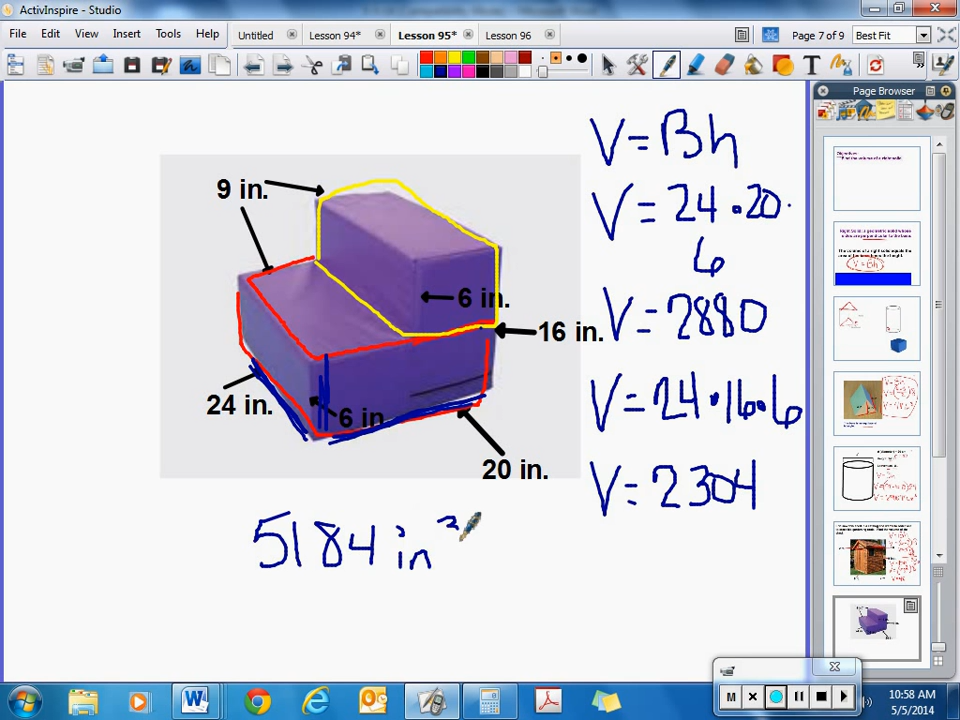 ActivInspire - Studio
File Edit View Insert Tools Help
Untitled
Lesson 94*
Lesson 95*
Lesson 96
Page 7 of 9
Best Fit
Page Browser
9 in.
6 in.
16 in.
24 in.
6 in
20 in.
V = Bh
V = 24 • 20 •
6
V = 2880
V = 24 • 16 • 6
V = 2304
5184 in
V = Bh
M
10:58 AM
5/5/2014